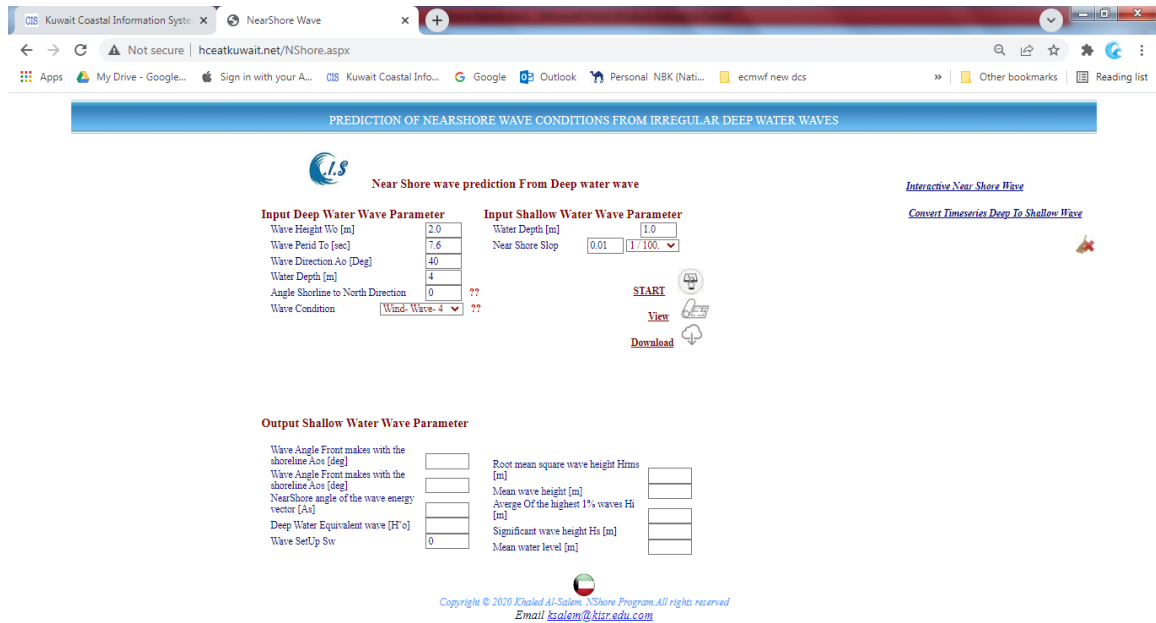 CIS Kuwait Coastal Information Syste
NearShore Wave
Not secure | hceatkuwait.net/NShore.aspx
Apps My Drive - Google... Sign in with your A... CIS Kuwait Coastal Info... Google Outlook Personal NBK (Nati... ecmwf new dcs » Other bookmarks Reading list
PREDICTION OF NEARSHORE WAVE CONDITIONS FROM IRREGULAR DEEP WATER WAVES
C.I.S
Near Shore wave prediction From Deep water wave
Interactive Near Shore Wave
Convert Timeseries Deep To Shallow Wave
Input Deep Water Wave Parameter
Wave Height Wo [m] 2.0
Wave Perid To [sec] 7.6
Wave Direction Ao [Deg] 40
Water Depth [m] 4
Angle Shorline to North Direction 0 ??
Wave Condition Wind- Wave- 4 ??
Input Shallow Water Wave Parameter
Water Depth [m] 1.0
Near Shore Slop 0.01 1 / 100.
START
View
Download
Output Shallow Water Wave Parameter
Wave Angle Front makes with the
shoreline Aos [deg]
Wave Angle Front makes with the
shoreline Aos [deg]
NearShore angle of the wave energy
vector [As]
Deep Water Equivalent wave [H'o]
Wave SetUp Sw 0
Root mean square wave height Hrms
[m]
Mean wave height [m]
Averge Of the highest 1% waves Hi
[m]
Significant wave height Hs [m]
Mean water level [m]
Copyright © 2020 Khaled Al-Salem. NShore Program.All rights reserved
Email ksalem@kisr.edu.com